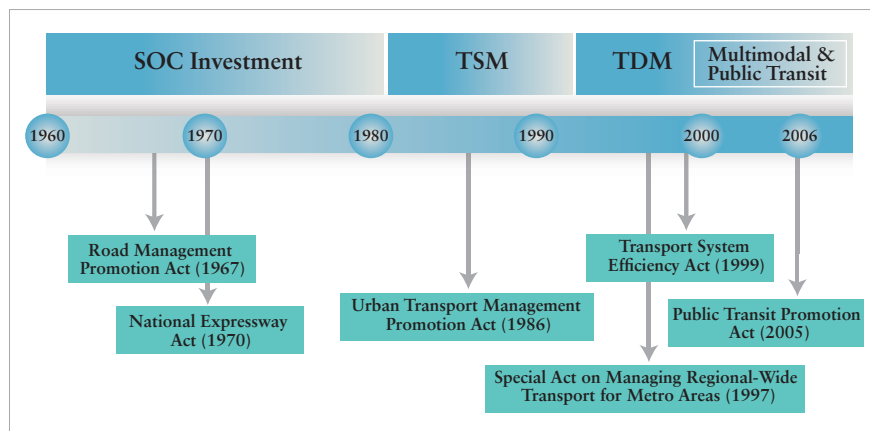 SOC Investment
TSM
TDM
Multimodal &
Public Transit
1960
1970
1980
1990
2000
2006
Road Management
Promotion Act (1967)
National Expressway
Act (1970)
Urban Transport Management
Promotion Act (1986)
Transport System
Efficiency Act (1999)
Public Transit Promotion
Act (2005)
Special Act on Managing Regional-Wide
Transport for Metro Areas (1997)